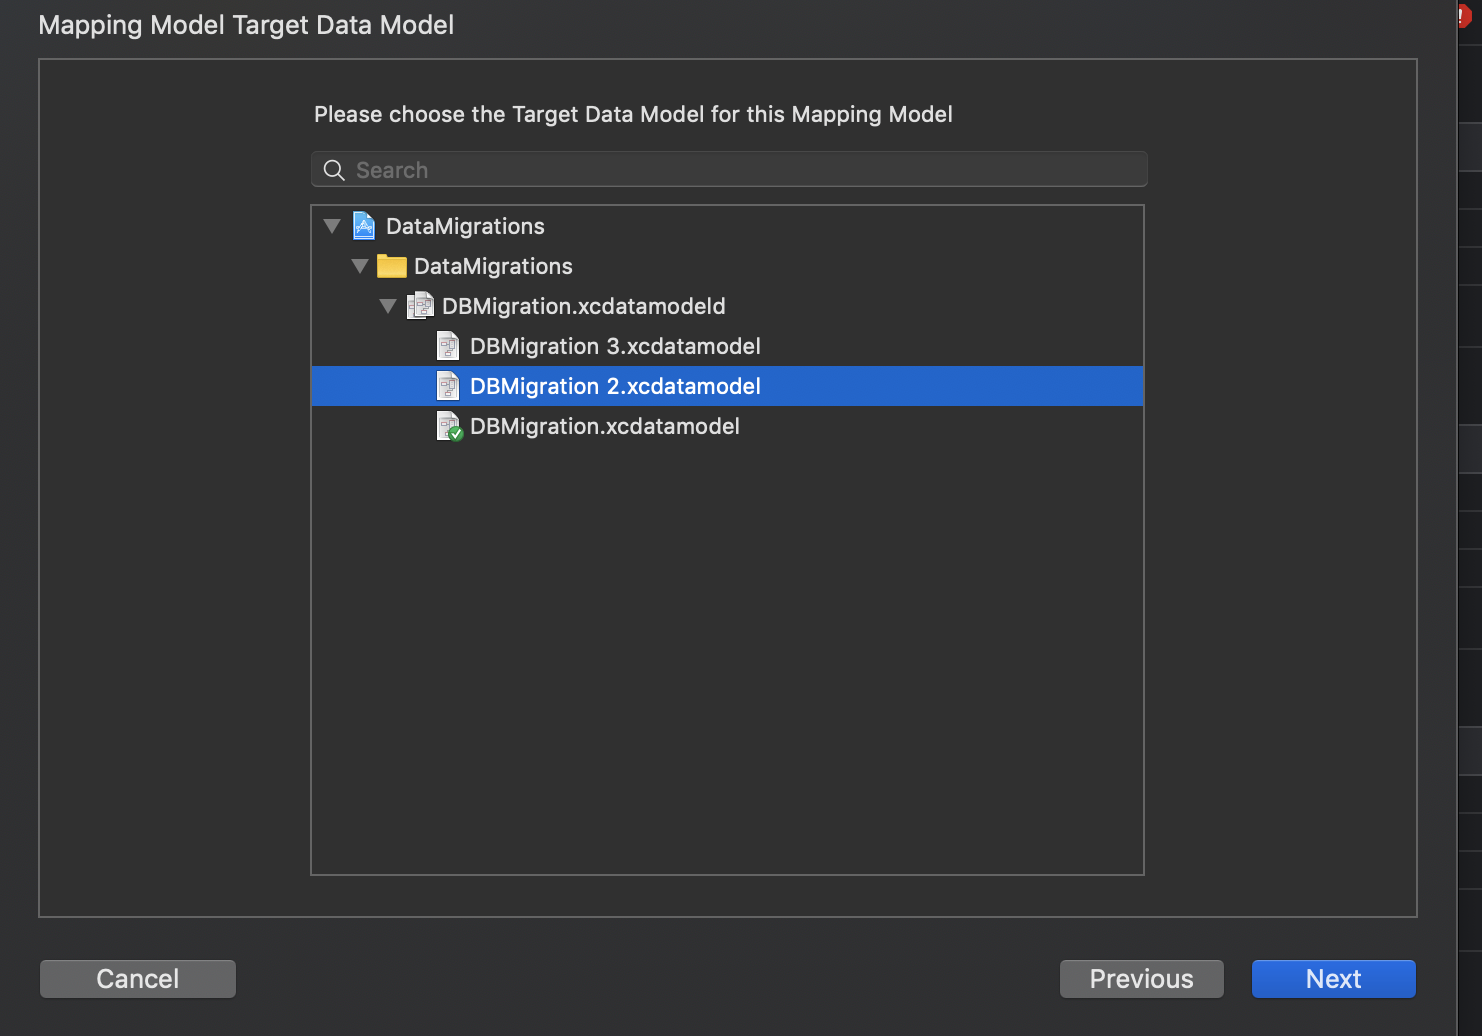 Mapping Model Target Data Model
Please choose the Target Data Model for this Mapping Model
Search
DataMigrations
DataMigrations
DBMigration.xcdatamodeld
DBMigration 3.xcdatamodel
DBMigration 2.xcdatamodel
DBMigration.xcdatamodel
Cancel
Previous
Next